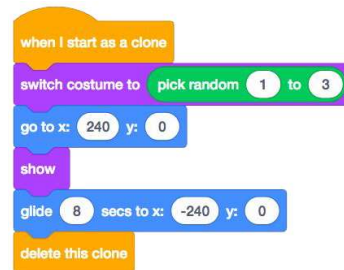 when I start as a clone
switch costume to pick random 1 to 3
go to x: 240 y: 0
show
glide 8 secs to x: -240 y: 0
delete this clone